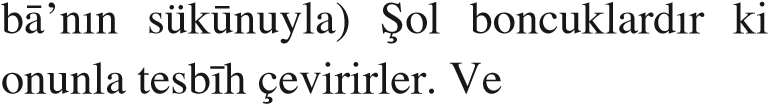 bā’nın sükūnuyla) Şol boncuklardır ki
onunla tesbīh çevirirler. Ve